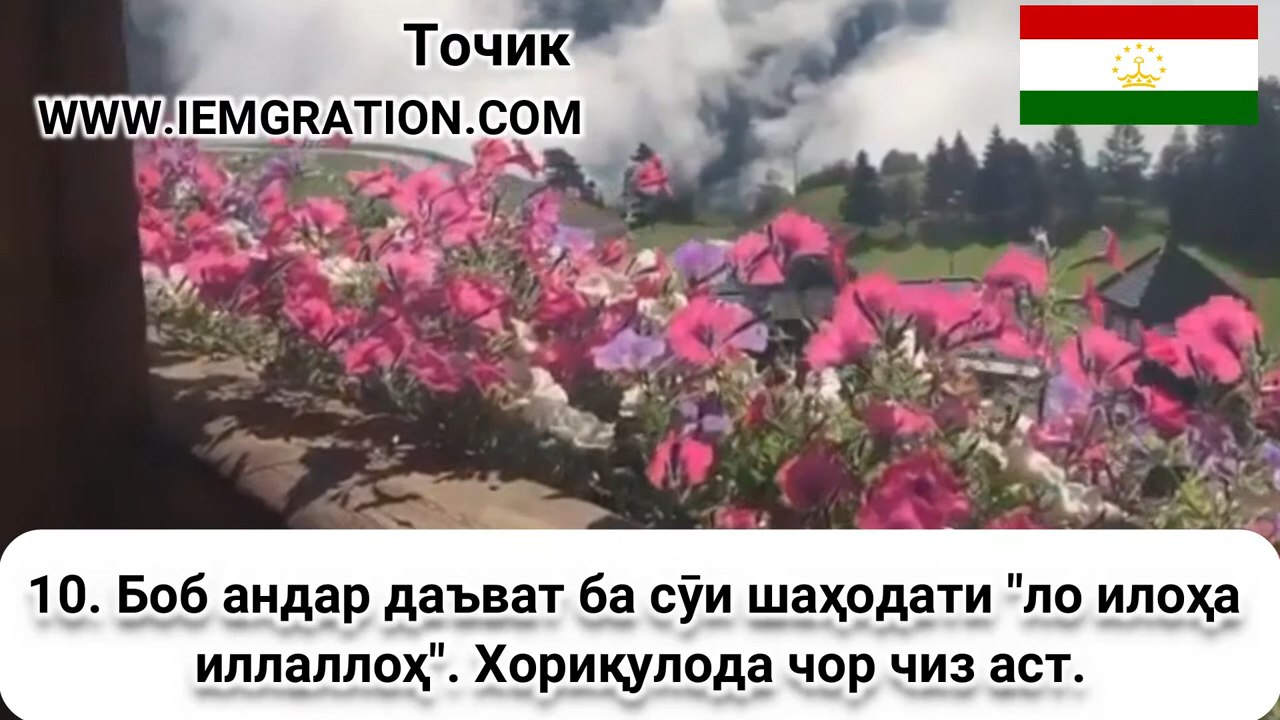 Точик
WWW.IEMGRATION.COM
10. Боб андар даъват ба сӯи шаҳодати "ло илоҳа
иллаллоҳ". Хориқулода чор чиз аст.